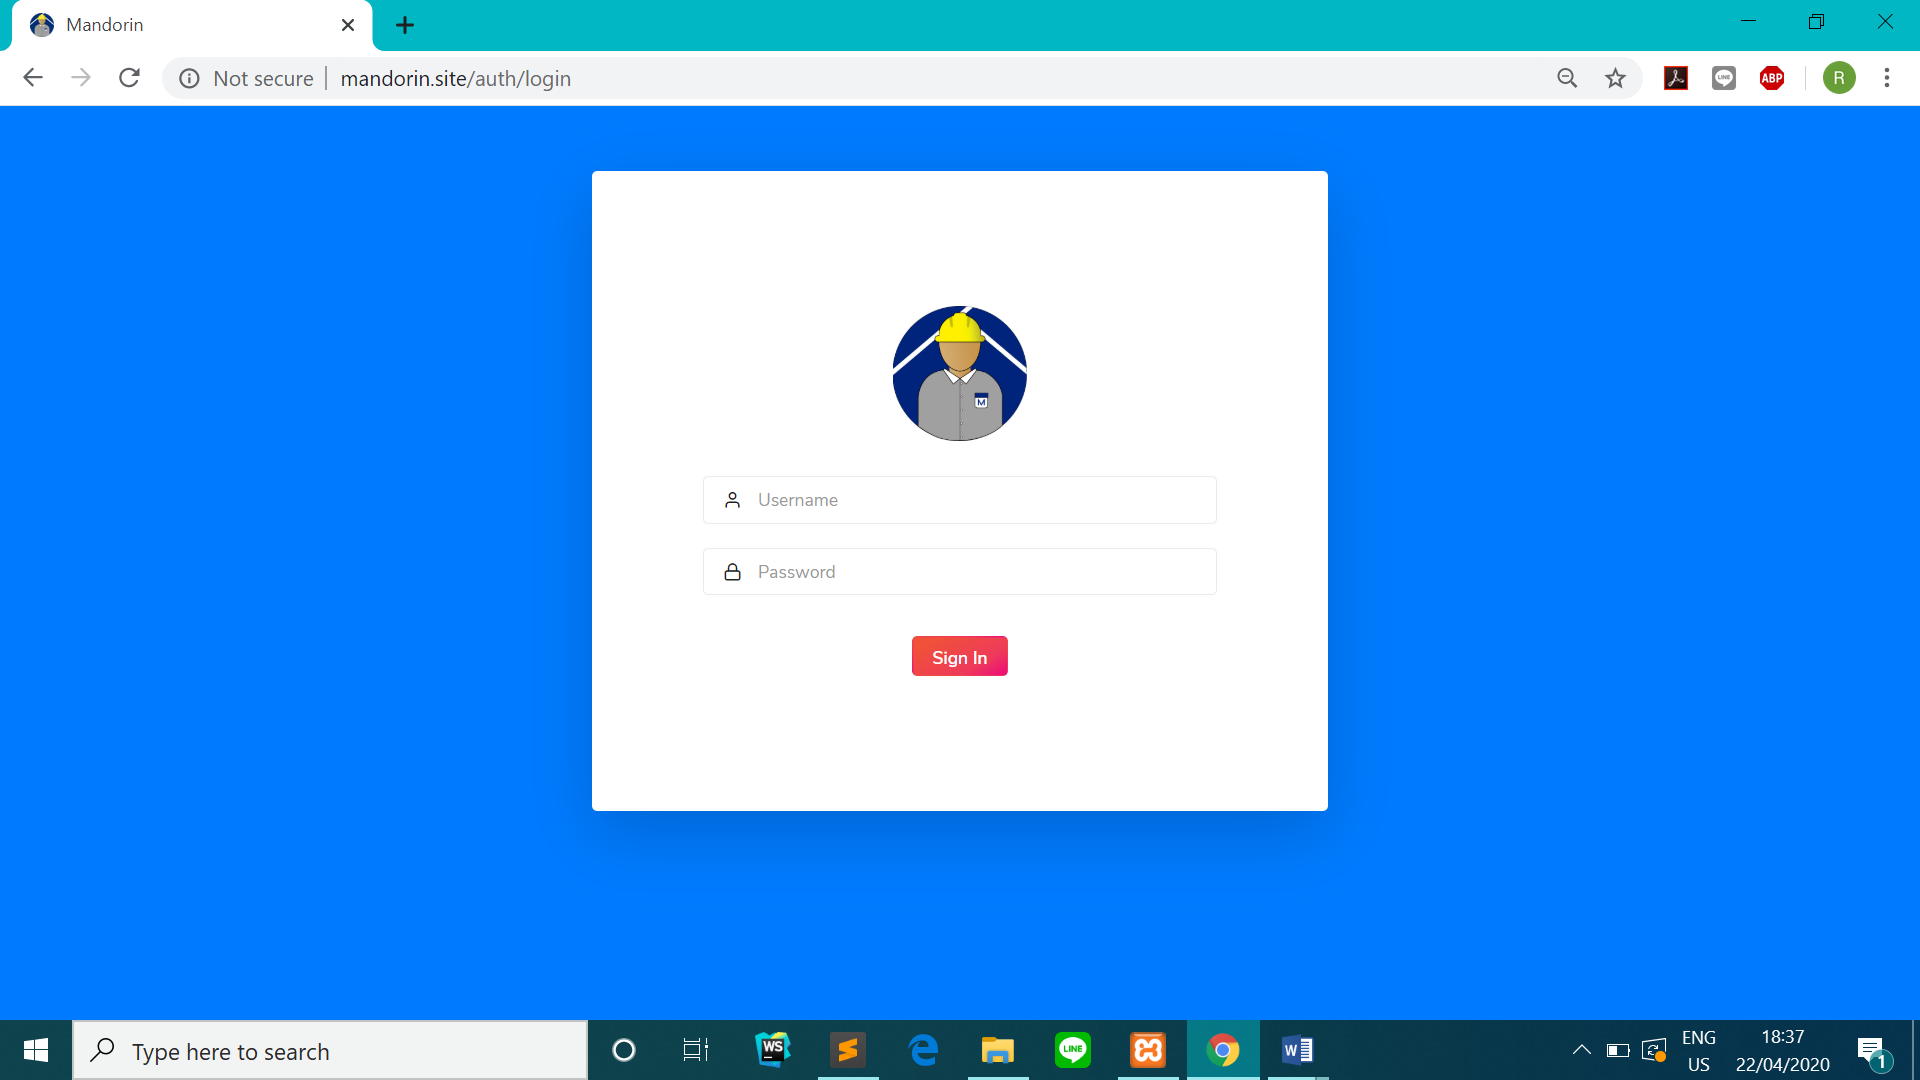 Mandorin
Not secure
mandorin.site/auth/login
ABP
R
M
Username
Password
Sign In
Type here to search
WS
LINE
W
ENG
US
18:37
22/04/2020
1